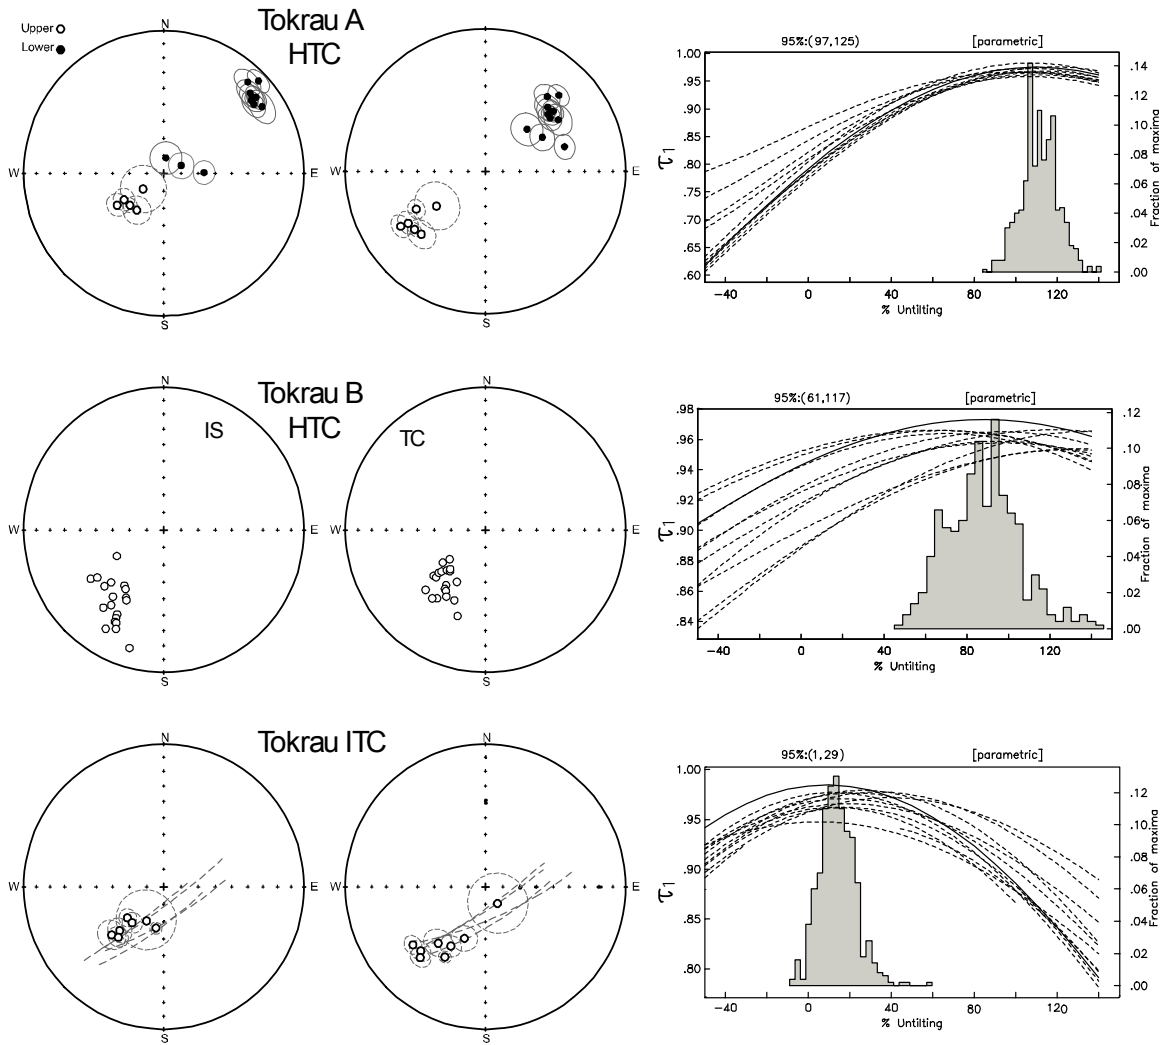 Upper
Lower
Tokrau A
HTC
N
W
E
S
E
S
95%:(97,125)
[parametric]
1.00
.95
.90
.85
.80
.75
.70
.65
.60
τ1
−40
0
40
80
120
% Untilting
.14
.12
.10
.08
.06
.04
.02
.00
Fraction of maxima
Tokrau B
HTC
IS
TC
N
W
E
S
N
W
E
S
95%:(61,117)
[parametric]
.98
.96
.94
.92
.90
.88
.86
.84
τ1
−40
0
40
80
120
% Untilting
.12
.10
.08
.06
.04
.02
.00
Fraction of maxima
Tokrau ITC
N
W
E
S
N
W
E
S
95%:(1,29)
[parametric]
1.00
.95
.90
.85
.80
τ1
−40
0
40
80
120
% Untilting
.12
.10
.08
.06
.04
.02
.00
Fraction of maxima